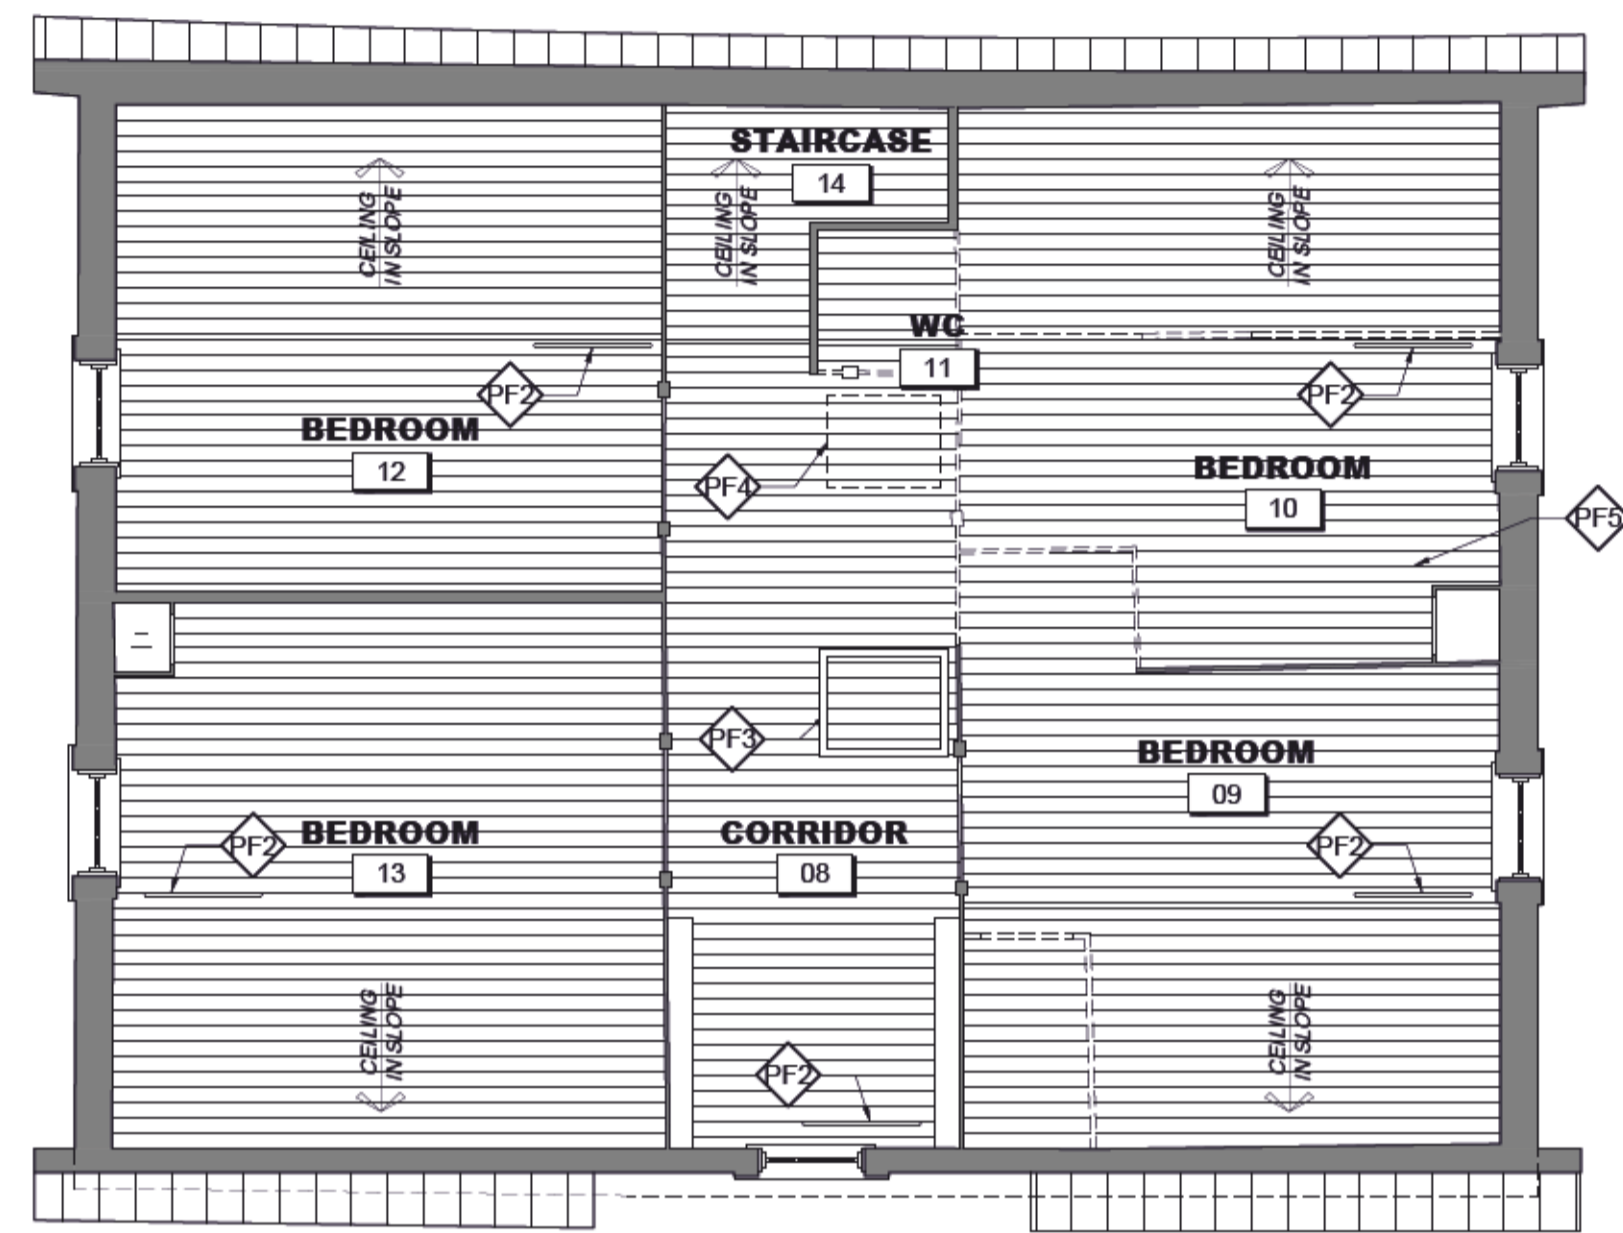 STAIRCASE
14
CEILING
IN SLOPE
CEILING
IN SLOPE
CEILING
IN SLOPE
WC
11
PF2
PF2
BEDROOM
12
PF4
BEDROOM
10
PF5
PF3
BEDROOM
09
PF2
BEDROOM
13
CORRIDOR
08
PF2
CEILING
IN SLOPE
CEILING
IN SLOPE
PF2